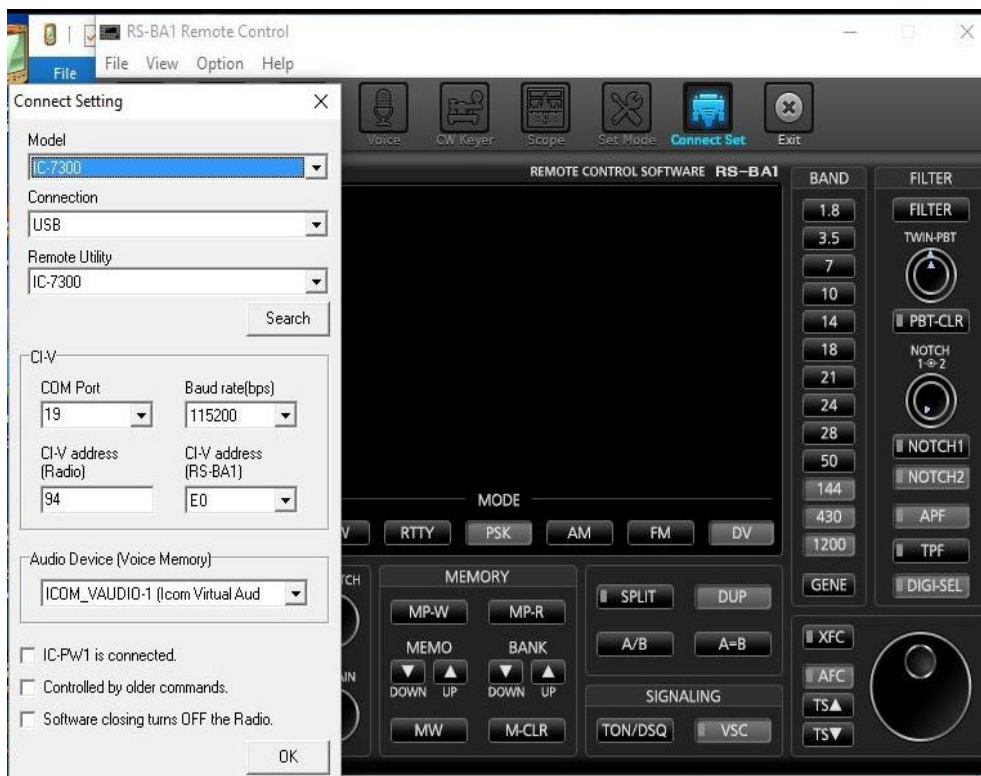 RS-BA1 Remote Control
File
File View Option Help
Connect Setting
Model
IC-7300
Connection
USB
Remote Utility
IC-7300
Search
CI-V
COM Port
Baud rate(bps)
19
115200
CI-V address
(Radio)
CI-V address
(RS-BA1)
94
E0
Audio Device (Voice Memory)
ICOM_VAUDIO-1 (Icom Virtual Aud
IC-PW1 is connected.
Controlled by older commands.
Software closing turns OFF the Radio.
OK
Voice
CW Keyer
Scope
Set Mode
Connect Set
Exit
REMOTE CONTROL SOFTWARE RS-BA1
MODE
RTTY
PSK
AM
FM
DV
MEMORY
MP-W
MP-R
MEMO
BANK
DOWN UP
DOWN UP
MW
M-CLR
SPLIT
DUP
A/B
A=B
SIGNALING
TON/DSQ
VSC
BAND
1.8
3.5
7
10
14
18
21
24
28
50
144
430
1200
GENE
FILTER
FILTER
TWIN-PBT
PBT-CLR
NOTCH
1 2
NOTCH1
NOTCH2
APF
TPF
DIGI-SEL
XFC
AFC
TS▲
TS▼